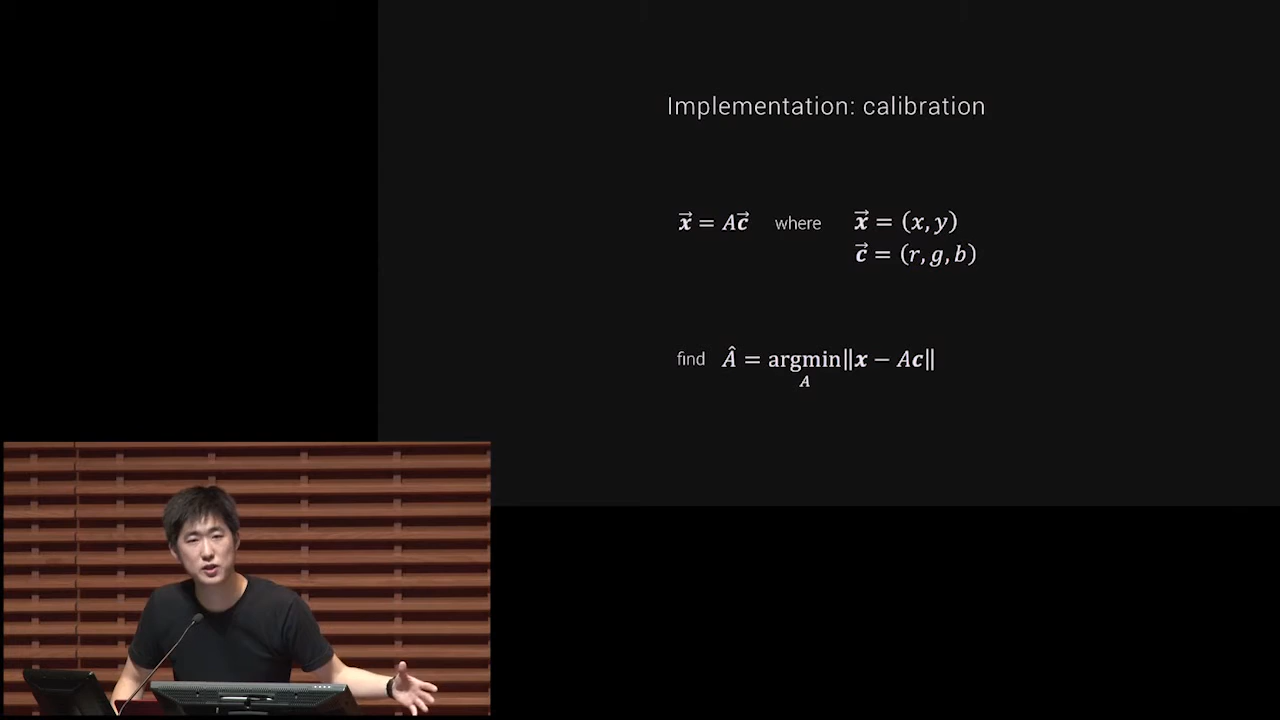 Implementation: calibration
x⃗ = Ac⃗ where x⃗ = (x, y)
c⃗ = (r, g, b)
find Â = argmin‖x − Ac‖
A